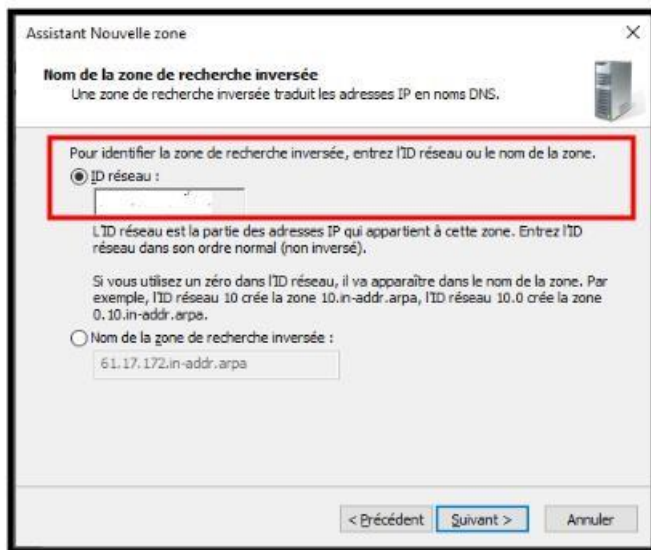 Assistant Nouvelle zone
Nom de la zone de recherche inversée
Une zone de recherche inversée traduit les adresses IP en noms DNS.
Pour identifier la zone de recherche inversée, entrez l'ID réseau ou le nom de la zone.
ID réseau :
L'ID réseau est la partie des adresses IP qui appartient à cette zone. Entrez l'ID
réseau dans son ordre normal (non inversé).
Si vous utilisez un zéro dans l'ID réseau, il va apparaître dans le nom de la zone. Par
exemple, l'ID réseau 10 crée la zone 10.in-addr.arpa, l'ID réseau 10.0 crée la zone
0.10.in-addr.arpa.
Nom de la zone de recherche inversée :
61.17.172.in-addr.arpa
< Précédent Suivant > Annuler